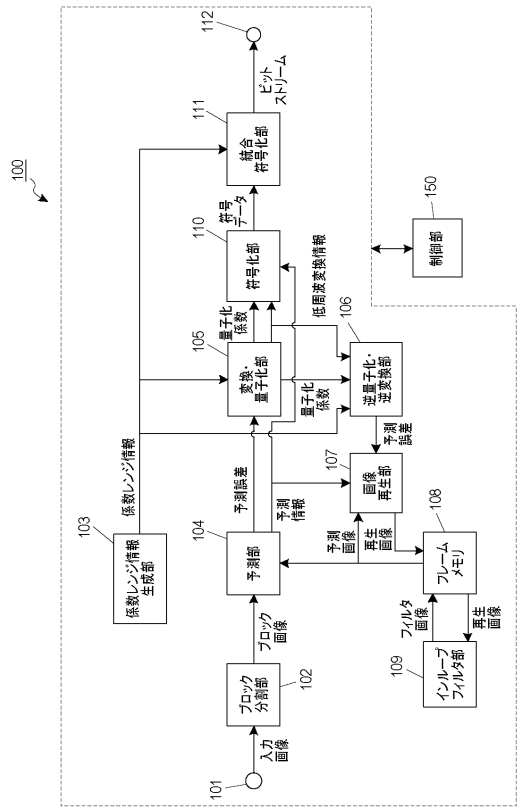 100
101
入力
画像
ブロック
分割部
102
ブロック
画像
103
係数レンジ情報
生成部
係数レンジ情報
104
予測部
予測誤差
予測
情報
105
変換・
量子化部
量子化
係数
量子化
係数
低周波変換情報
106
逆量子化・
逆変換部
予測
誤差
107
画像
再生部
予測
画像
再生
画像
108
フレーム
メモリ
フィルタ
画像
再生
画像
109
インループ
フィルタ部
110
符号化部
符号
データ
111
統合
符号化部
ビット
ストリーム
112
150
制御部